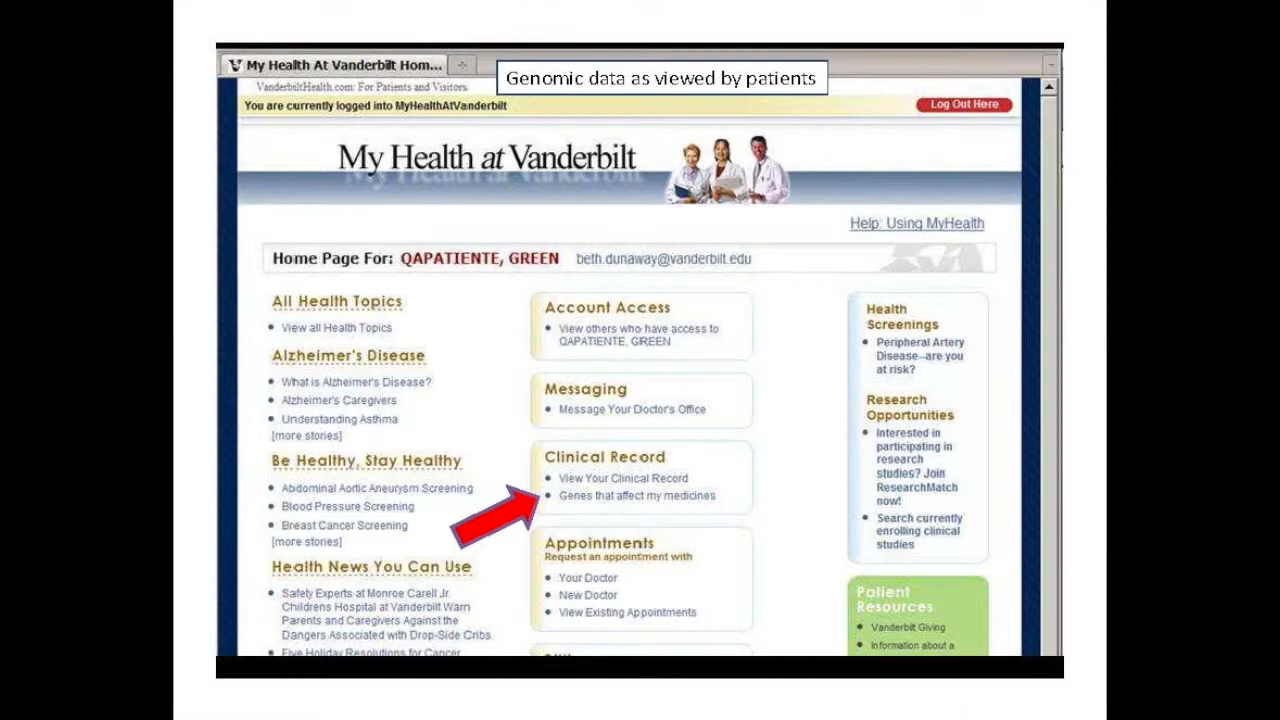 My Health At Vanderbilt Hom...
Genomic data as viewed by patients
VanderbiltHealth.com: For Patients and Visitors
You are currently logged into MyHealthAtVanderbilt
Log Out Here
My Health at Vanderbilt
Help: Using MyHealth
Home Page For: QAPATIENTE, GREEN beth.dunaway@vanderbilt.edu
All Health Topics
View all Health Topics
Alzheimer's Disease
What is Alzheimer's Disease?
Alzheimer's Caregivers
Understanding Asthma
[more stories]
Be Healthy, Stay Healthy
Abdominal Aortic Aneurysm Screening
Blood Pressure Screening
Breast Cancer Screening
[more stories]
Health News You Can Use
Safety Experts at Monroe Carell Jr.
Childrens Hospital at Vanderbilt Warn
Parents and Caregivers Against the
Dangers Associated with Drop-Side Cribs
Five Holiday Resolutions for Cancer
Account Access
View others who have access to
QAPATIENTE, GREEN
Messaging
Message Your Doctor's Office
Clinical Record
View Your Clinical Record
Genes that affect my medicines
Appointments
Request an appointment with
Your Doctor
New Doctor
View Existing Appointments
Health
Screenings
Peripheral Artery
Disease--are you
at risk?
Research
Opportunities
Interested in
participating in
research
studies? Join
ResearchMatch
now!
Search currently
enrolling clinical
studies
Patient
Resources
Vanderbilt Giving
Information about a